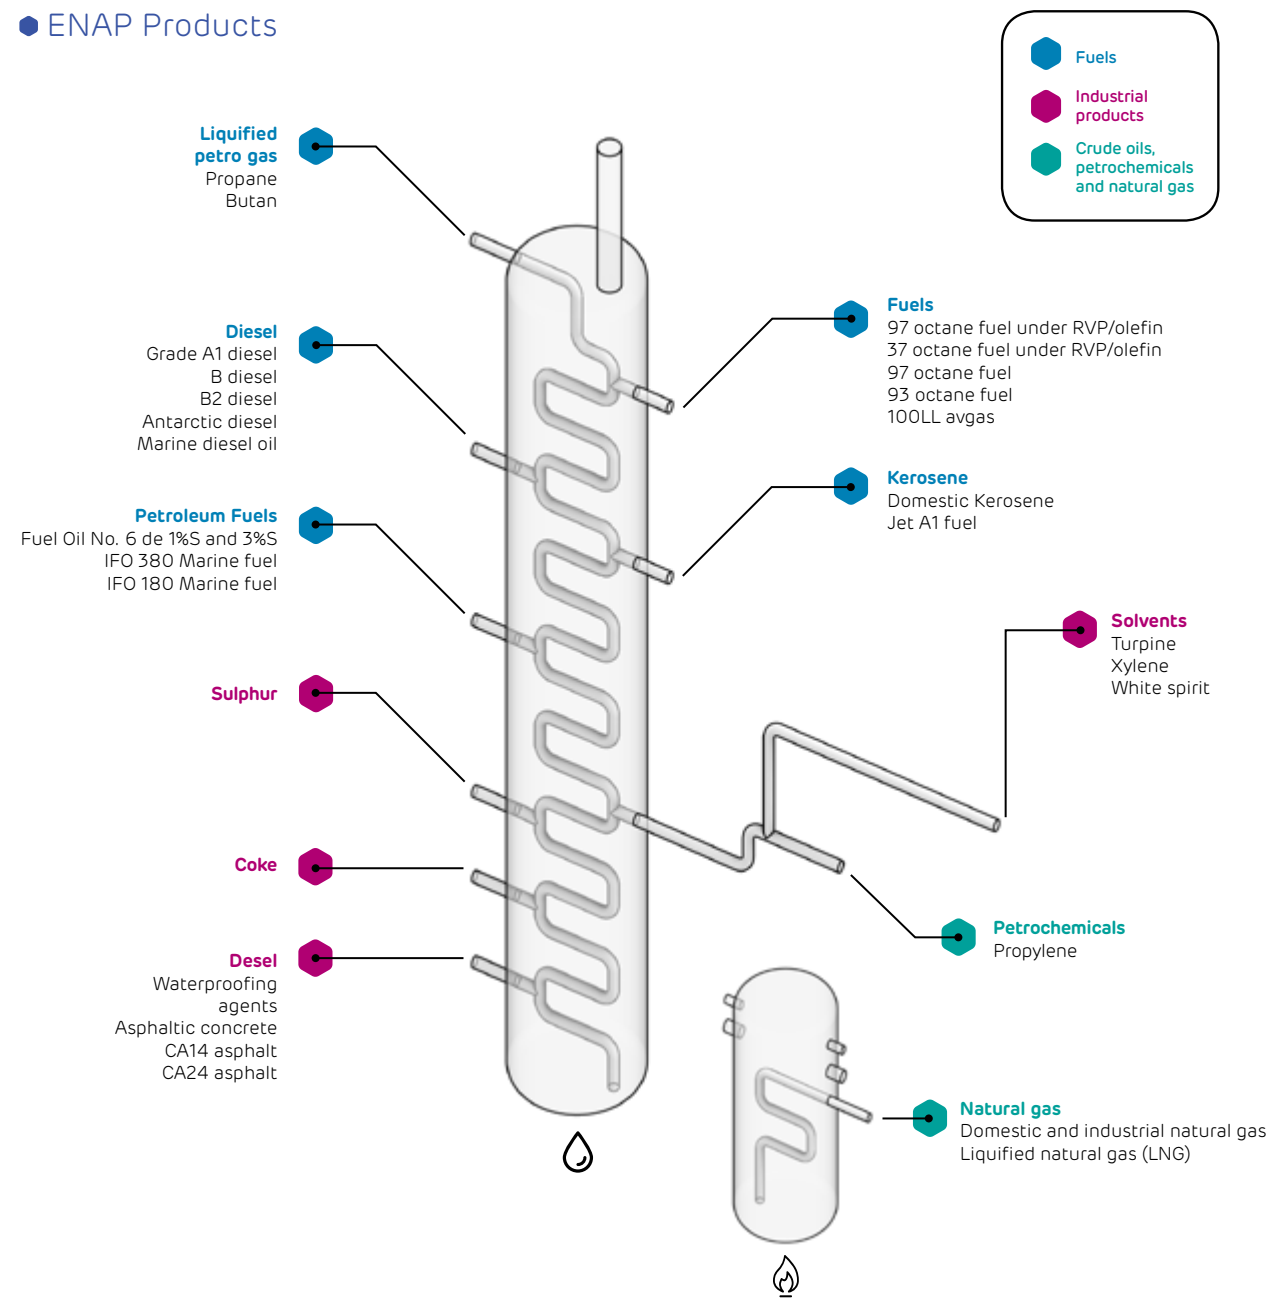 ENAP Products
Fuels
Industrial
products
Crude oils,
petrochemicals
and natural gas
Liquified
petro gas
Propane
Butan
Diesel
Grade A1 diesel
B diesel
B2 diesel
Antarctic diesel
Marine diesel oil
Petroleum Fuels
Fuel Oil No. 6 de 1%S and 3%S
IFO 380 Marine fuel
IFO 180 Marine fuel
Sulphur
Coke
Desel
Waterproofing
agents
Asphaltic concrete
CA14 asphalt
CA24 asphalt
Fuels
97 octane fuel under RVP/olefin
37 octane fuel under RVP/olefin
97 octane fuel
93 octane fuel
100LL avgas
Kerosene
Domestic Kerosene
Jet A1 fuel
Solvents
Turpine
Xylene
White spirit
Petrochemicals
Propylene
Natural gas
Domestic and industrial natural gas
Liquified natural gas (LNG)